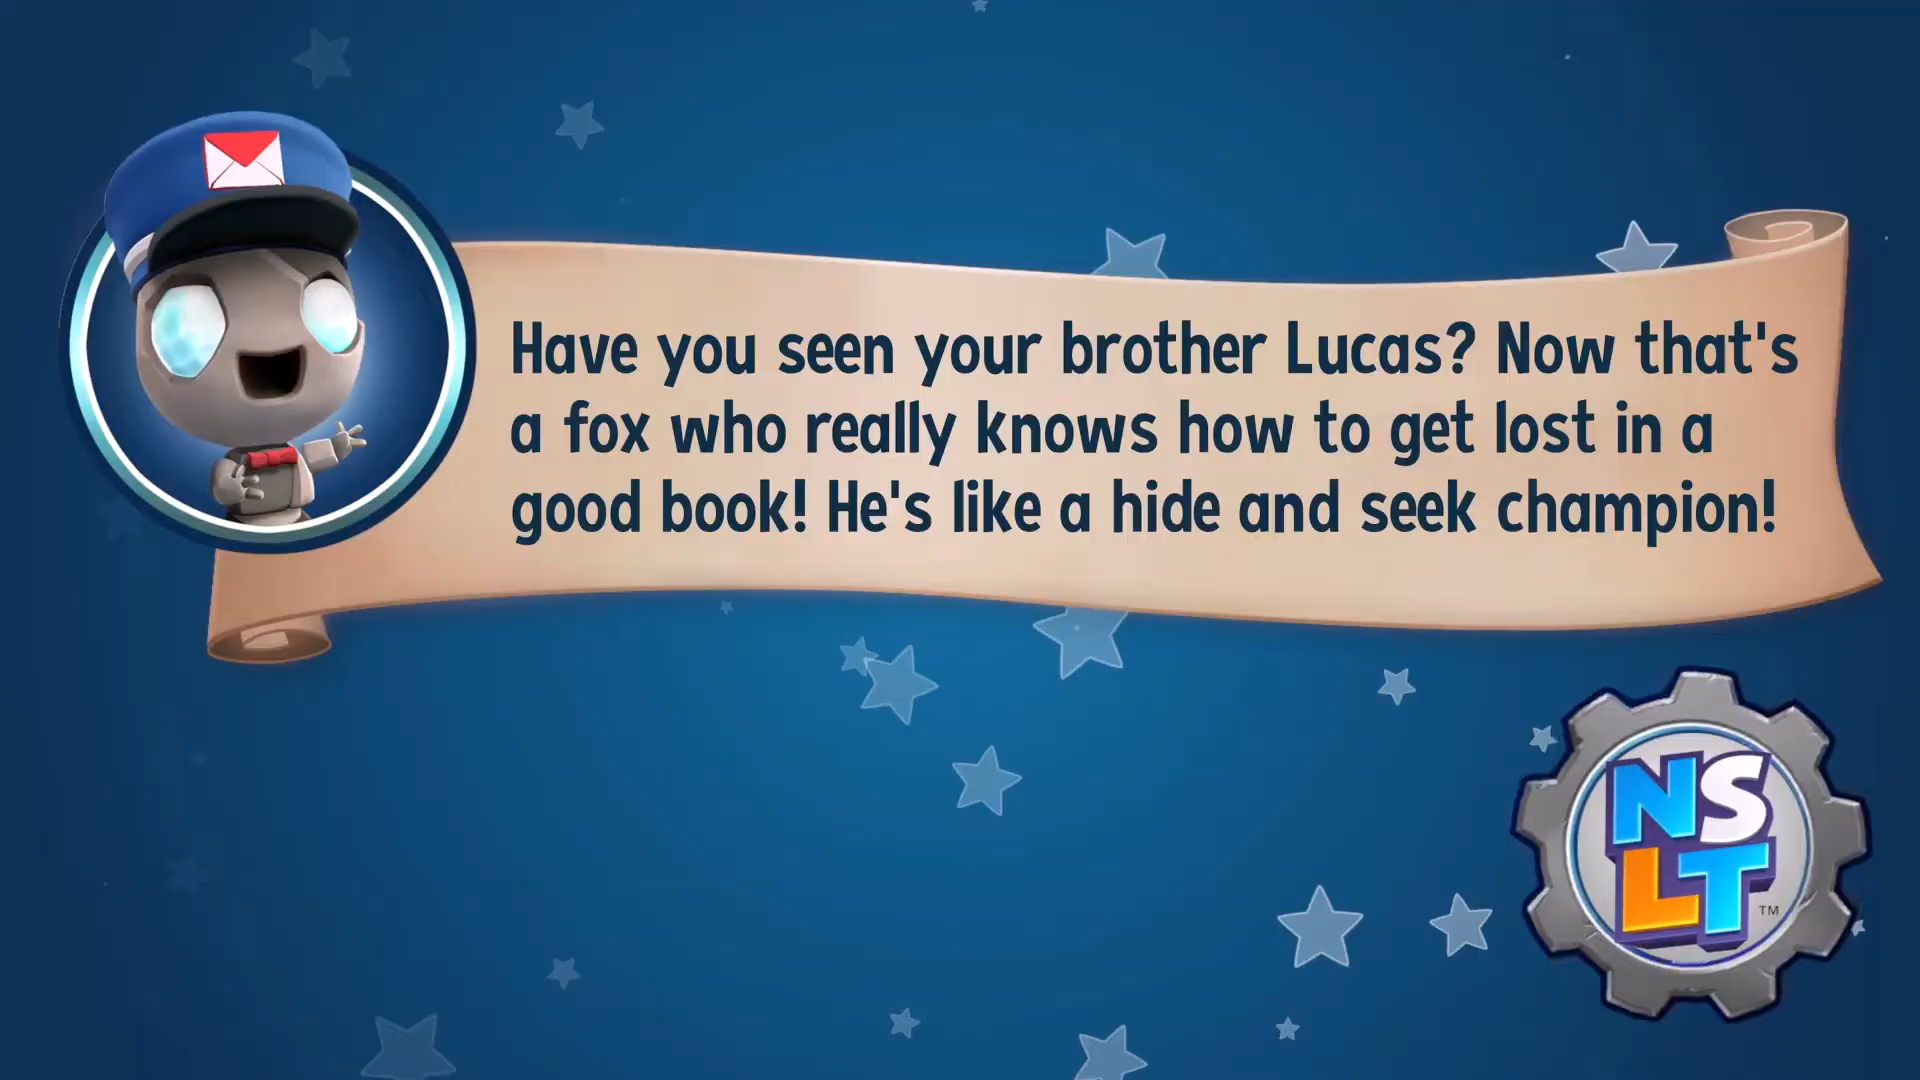 Have you seen your brother Lucas? Now that's
a fox who really knows how to get lost in a
good book! He's like a hide and seek champion!
NS
LT
TM